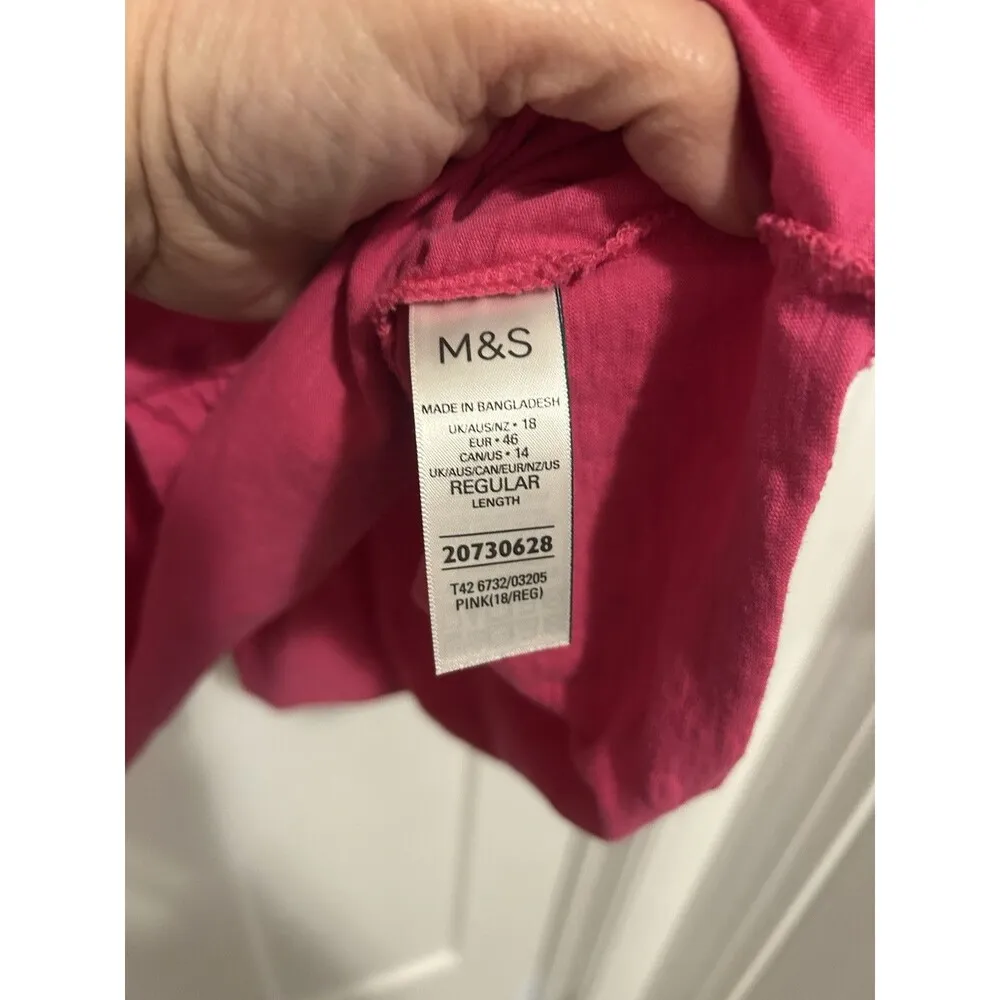 M&S
MADE IN BANGLADESH
UK/AUS/NZ • 18
EUR • 46
CAN/US • 14
UK/AUS/CAN/EUR/NZ/US
REGULAR
LENGTH
20730628
T42 6732/03205
PINK(18/REG)